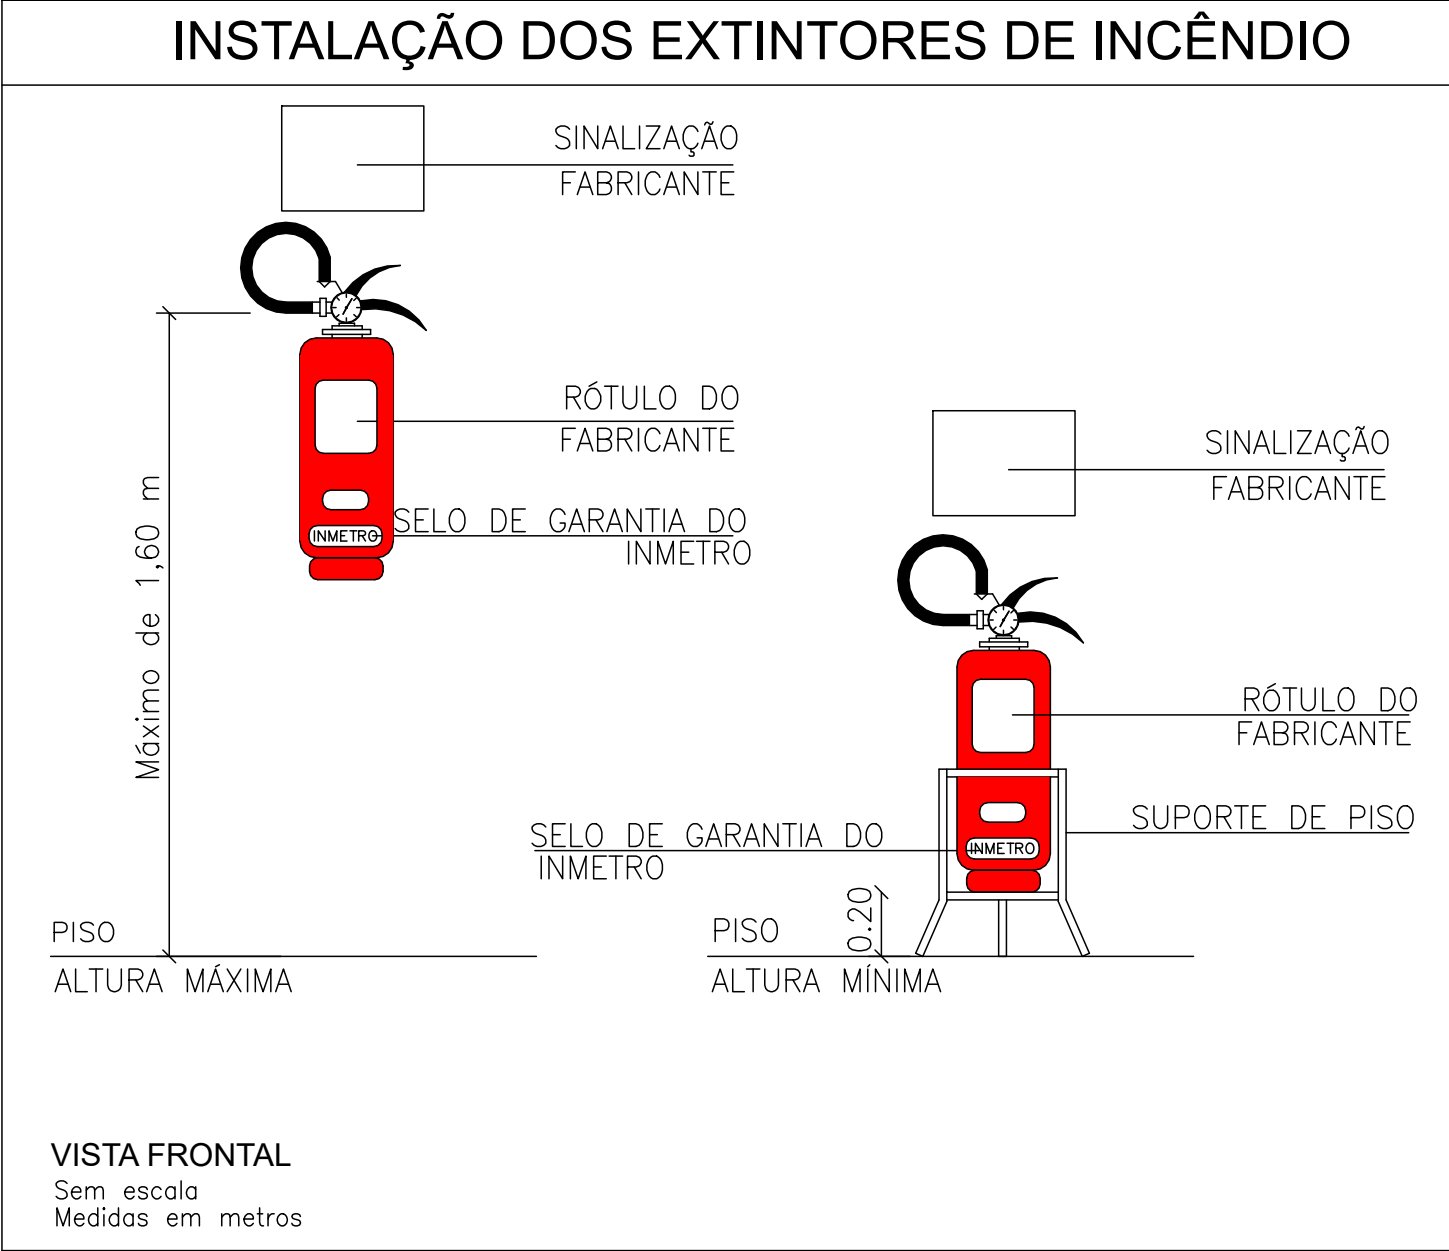 INSTALAÇÃO DOS EXTINTORES DE INCÊNDIO
SINALIZAÇÃO
FABRICANTE
RÓTULO DO
FABRICANTE
SELO DE GARANTIA DO
INMETRO
INMETRO
Máximo de 1,60 m
PISO
ALTURA MÁXIMA
SINALIZAÇÃO
FABRICANTE
RÓTULO DO
FABRICANTE
SUPORTE DE PISO
SELO DE GARANTIA DO
INMETRO
INMETRO
0.20
PISO
ALTURA MÍNIMA
VISTA FRONTAL
Sem escala
Medidas em metros